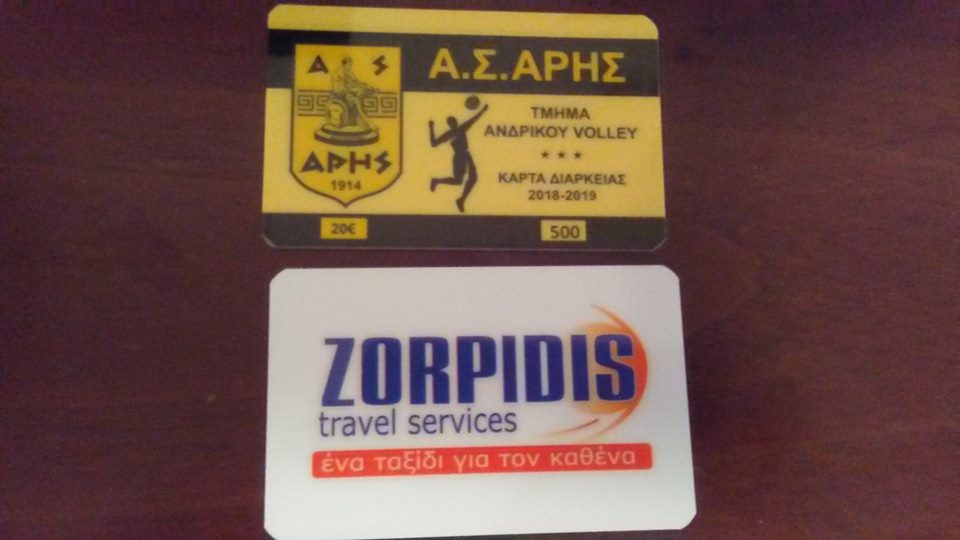 Α Σ
ΑΡΗΣ
1914
Α.Σ.ΑΡΗΣ
ΤΜΗΜΑ
ΑΝΔΡΙΚΟΥ VOLLEY
★ ★ ★
ΚΑΡΤΑ ΔΙΑΡΚΕΙΑΣ
2018-2019
20€
500
ZORPIDIS
travel services
ένα ταξίδι για τον καθένα